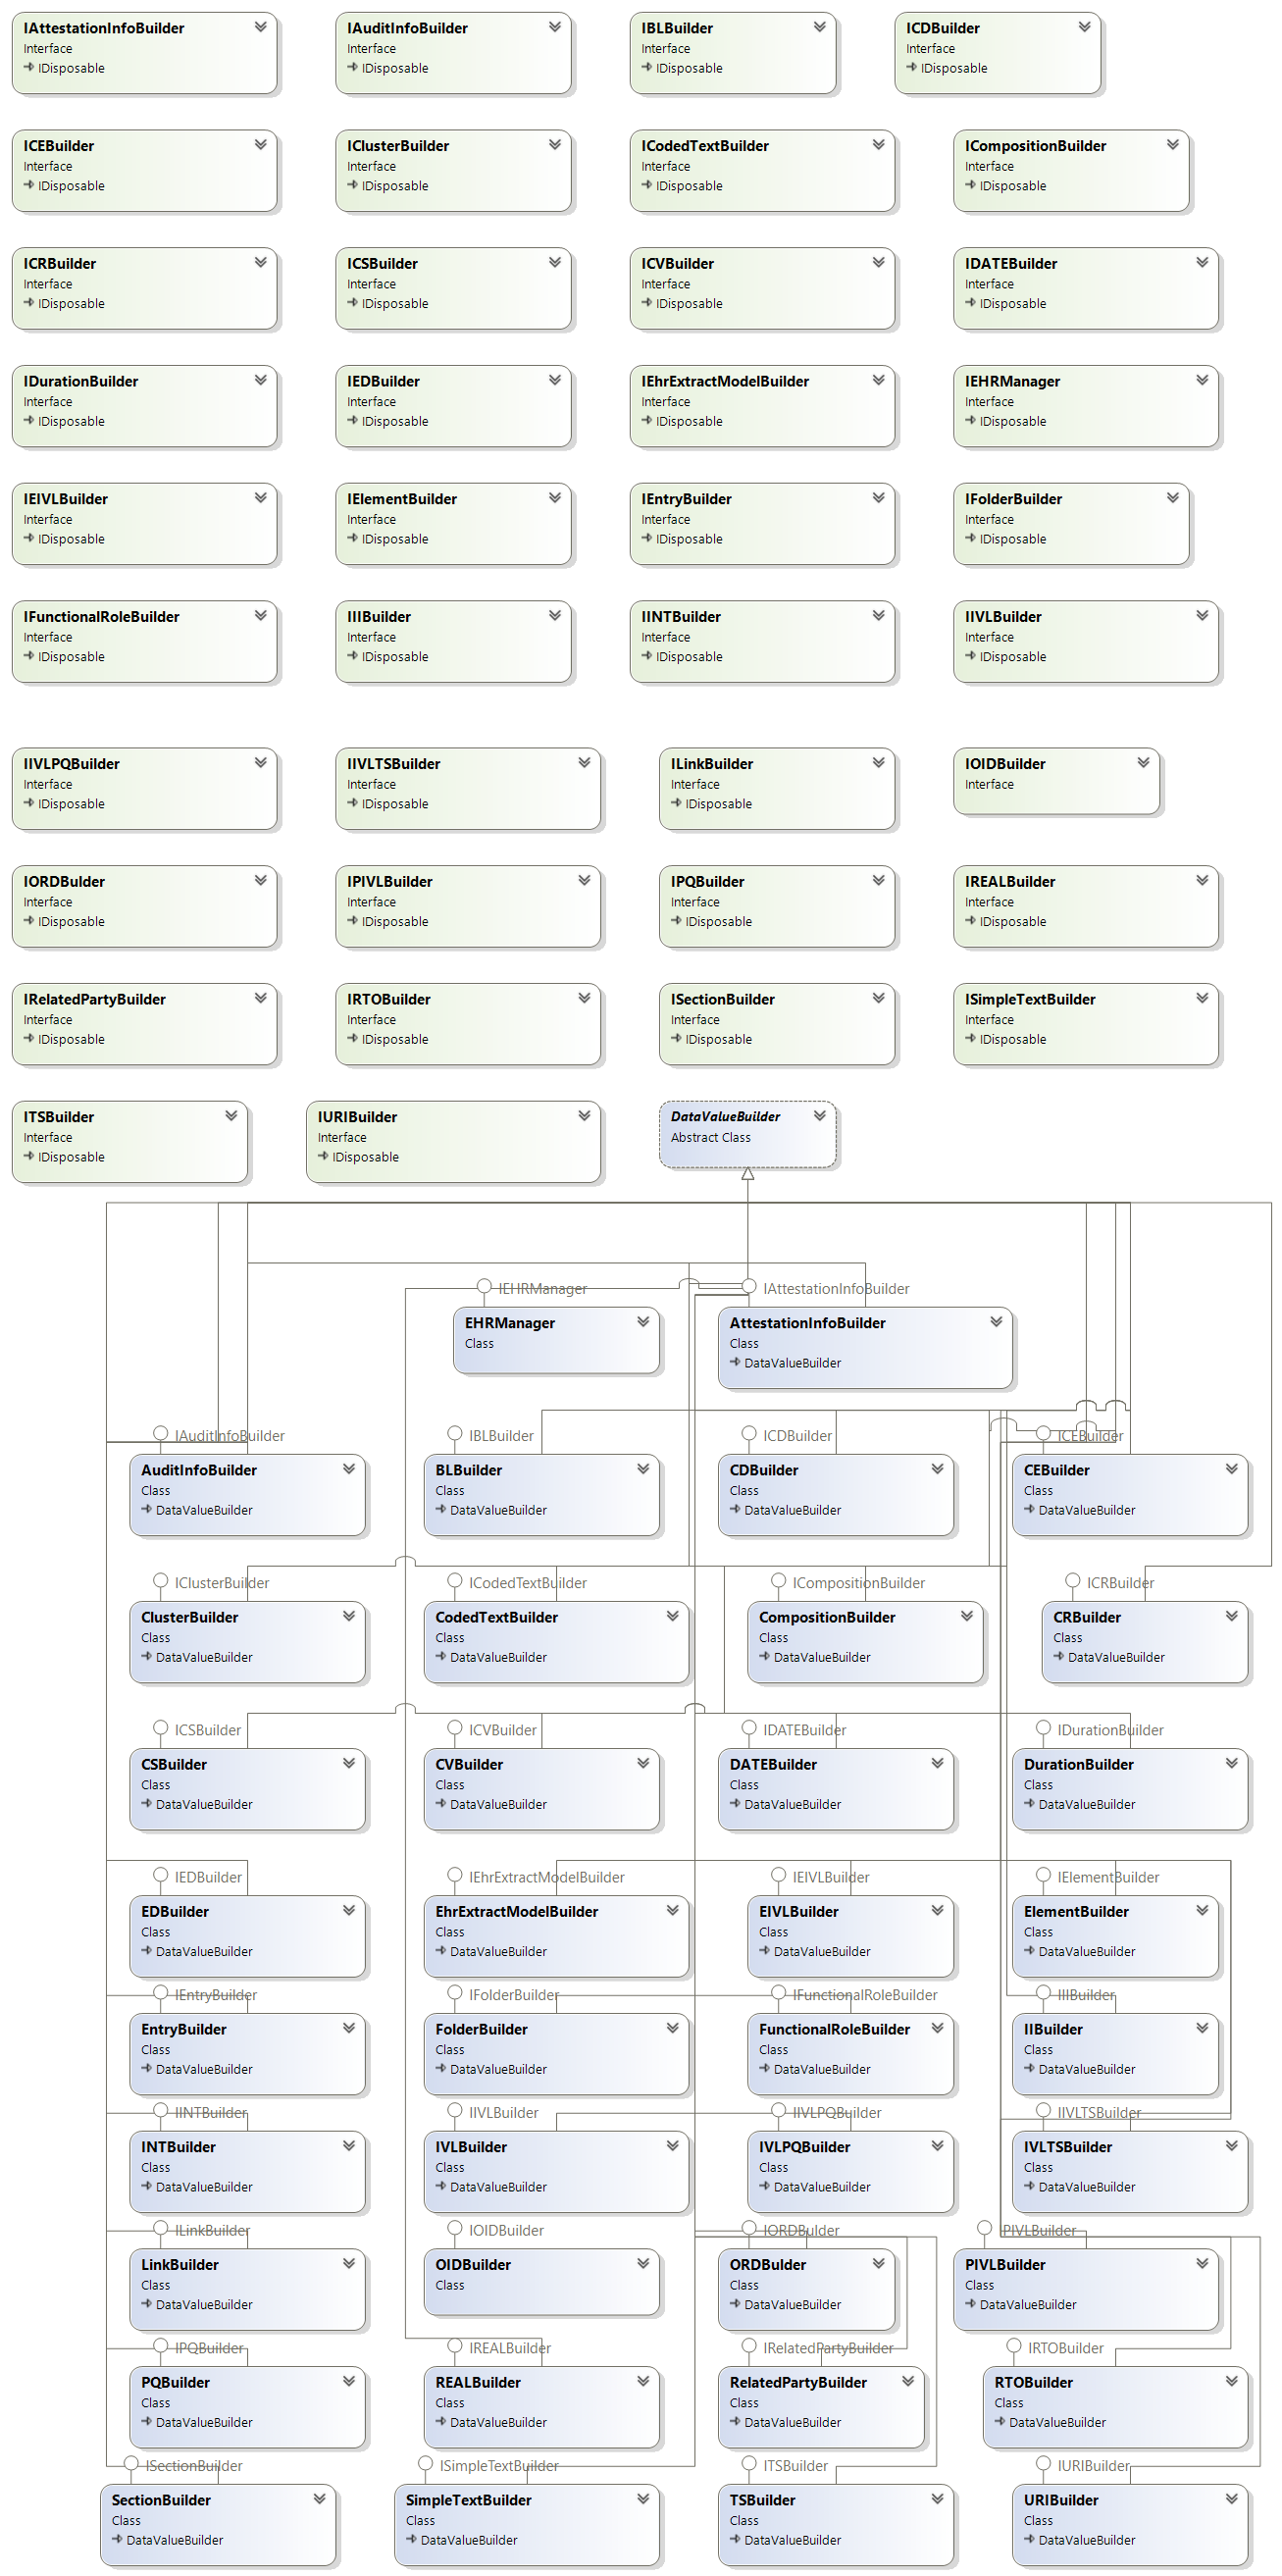 IAttestationInfoBuilder
Interface
IDisposable
IAuditInfoBuilder
Interface
IDisposable
IBLBuilder
Interface
IDisposable
ICDBuilder
Interface
IDisposable
ICEBuilder
Interface
IDisposable
IClusterBuilder
Interface
IDisposable
ICodedTextBuilder
Interface
IDisposable
ICompositionBuilder
Interface
IDisposable
ICRBuilder
Interface
IDisposable
ICSBuilder
Interface
IDisposable
ICVBuilder
Interface
IDisposable
IDATEBuilder
Interface
IDisposable
IDurationBuilder
Interface
IDisposable
IEDBuilder
Interface
IDisposable
IEhrExtractModelBuilder
Interface
IDisposable
IEHRManager
Interface
IDisposable
IEIVLBuilder
Interface
IDisposable
IElementBuilder
Interface
IDisposable
IEntryBuilder
Interface
IDisposable
IFolderBuilder
Interface
IDisposable
IFunctionalRoleBuilder
Interface
IDisposable
IIIBuilder
Interface
IDisposable
IINTBuilder
Interface
IDisposable
IIVLBuilder
Interface
IDisposable
IIVLPQBuilder
Interface
IDisposable
IIVLTSBuilder
Interface
IDisposable
ILinkBuilder
Interface
IDisposable
IOIDBuilder
Interface
IORDBulder
Interface
IDisposable
IPIVLBuilder
Interface
IDisposable
IPQBuilder
Interface
IDisposable
IREALBuilder
Interface
IDisposable
IRelatedPartyBuilder
Interface
IDisposable
IRTOBuilder
Interface
IDisposable
ISectionBuilder
Interface
IDisposable
ISimpleTextBuilder
Interface
IDisposable
ITSBuilder
Interface
IDisposable
IURIBuilder
Interface
IDisposable
DataValueBuilder
Abstract Class
IEHRManager
EHRManager
Class
IAttestationInfoBuilder
AttestationInfoBuilder
Class
DataValueBuilder
IAuditInfoBuilder
AuditInfoBuilder
Class
DataValueBuilder
IBLBuilder
BLBuilder
Class
DataValueBuilder
ICDBuilder
CDBuilder
Class
DataValueBuilder
ICEBuilder
CEBuilder
Class
DataValueBuilder
IClusterBuilder
ClusterBuilder
Class
DataValueBuilder
ICodedTextBuilder
CodedTextBuilder
Class
DataValueBuilder
ICompositionBuilder
CompositionBuilder
Class
DataValueBuilder
ICRBuilder
CRBuilder
Class
DataValueBuilder
ICSBuilder
CSBuilder
Class
DataValueBuilder
ICVBuilder
CVBuilder
Class
DataValueBuilder
IDATEBuilder
DATEBuilder
Class
DataValueBuilder
IDurationBuilder
DurationBuilder
Class
DataValueBuilder
IEDBuilder
EDBuilder
Class
DataValueBuilder
IEhrExtractModelBuilder
EhrExtractModelBuilder
Class
DataValueBuilder
IEIVLBuilder
EIVLBuilder
Class
DataValueBuilder
IElementBuilder
ElementBuilder
Class
DataValueBuilder
IEntryBuilder
EntryBuilder
Class
DataValueBuilder
IFolderBuilder
FolderBuilder
Class
DataValueBuilder
IFunctionalRoleBuilder
FunctionalRoleBuilder
Class
DataValueBuilder
IIIBuilder
IIBuilder
Class
DataValueBuilder
IINTBuilder
INTBuilder
Class
DataValueBuilder
IIVLBuilder
IVLBuilder
Class
DataValueBuilder
IIVLPQBuilder
IVLPQBuilder
Class
DataValueBuilder
IIVLTSBuilder
IVLTSBuilder
Class
DataValueBuilder
ILinkBuilder
LinkBuilder
Class
DataValueBuilder
IOIDBuilder
OIDBuilder
Class
IORDBulder
ORDBulder
Class
DataValueBuilder
IPIVLBuilder
PIVLBuilder
Class
DataValueBuilder
IPQBuilder
PQBuilder
Class
DataValueBuilder
IREALBuilder
REALBuilder
Class
DataValueBuilder
IRelatedPartyBuilder
RelatedPartyBuilder
Class
DataValueBuilder
IRTOBuilder
RTOBuilder
Class
DataValueBuilder
ISectionBuilder
SectionBuilder
Class
DataValueBuilder
ISimpleTextBuilder
SimpleTextBuilder
Class
DataValueBuilder
ITSBuilder
TSBuilder
Class
DataValueBuilder
IURIBuilder
URIBuilder
Class
DataValueBuilder